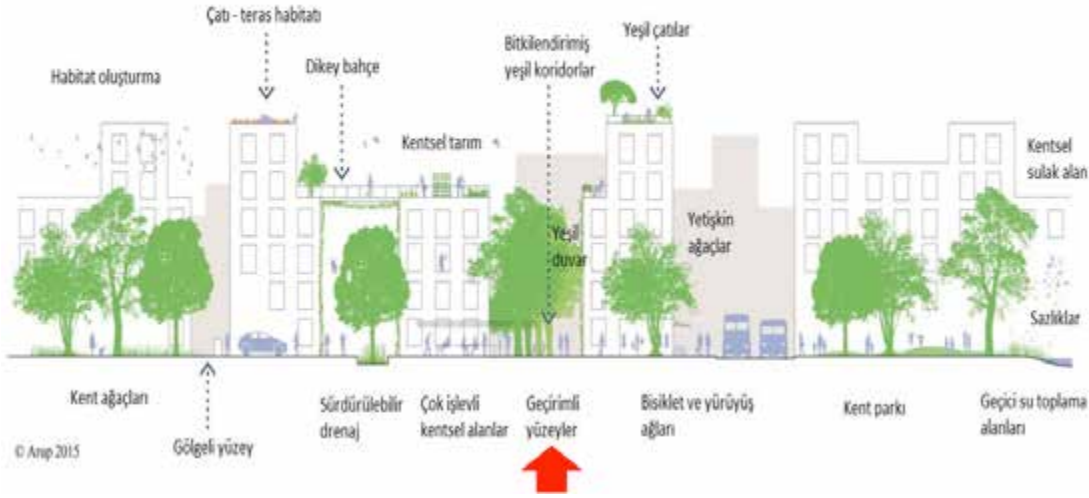 Çatı - teras habitatı
Habitat oluşturma
Dikey bahçe
Kentsel tarım
Bitkilendirimiş
yeşil koridorlar
Yeşil çatılar
Kentsel
sulak alan
Yeşil
duvar
Yetişkin
ağaçlar
Sazlıklar
Kent ağaçları
Gölgeli yüzey
Sürdürülebilir
drenaj
Çok işlevli
kentsel alanlar
Geçirimli
yüzeyler
Bisiklet ve yürüyüş
ağları
Kent parkı
Geçici su toplama
alanları
© Arup 2015